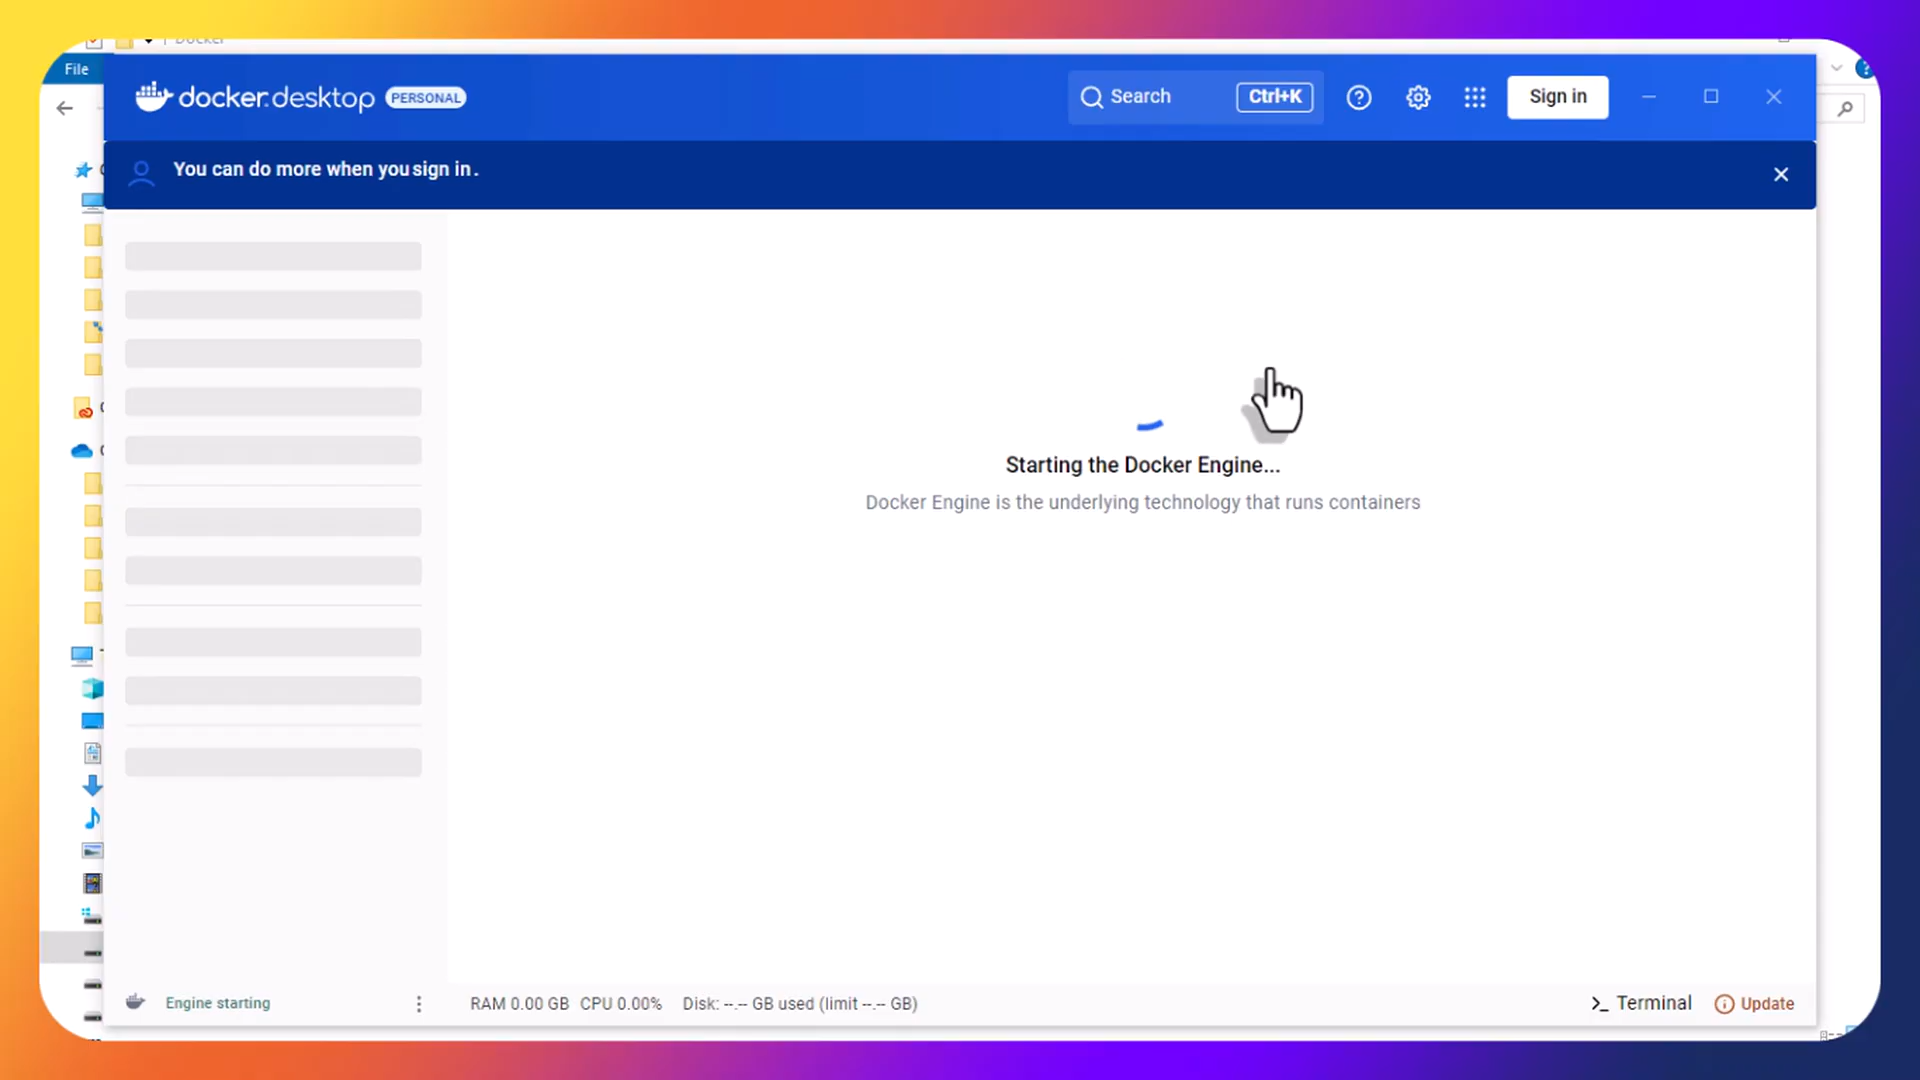 Docker
File
docker.desktop PERSONAL
Search Ctrl+K
Sign in
You can do more when you sign in.
Starting the Docker Engine...
Docker Engine is the underlying technology that runs containers
Engine starting
RAM 0.00 GB CPU 0.00% Disk: --.-- GB used (limit --.-- GB)
>_ Terminal
Update